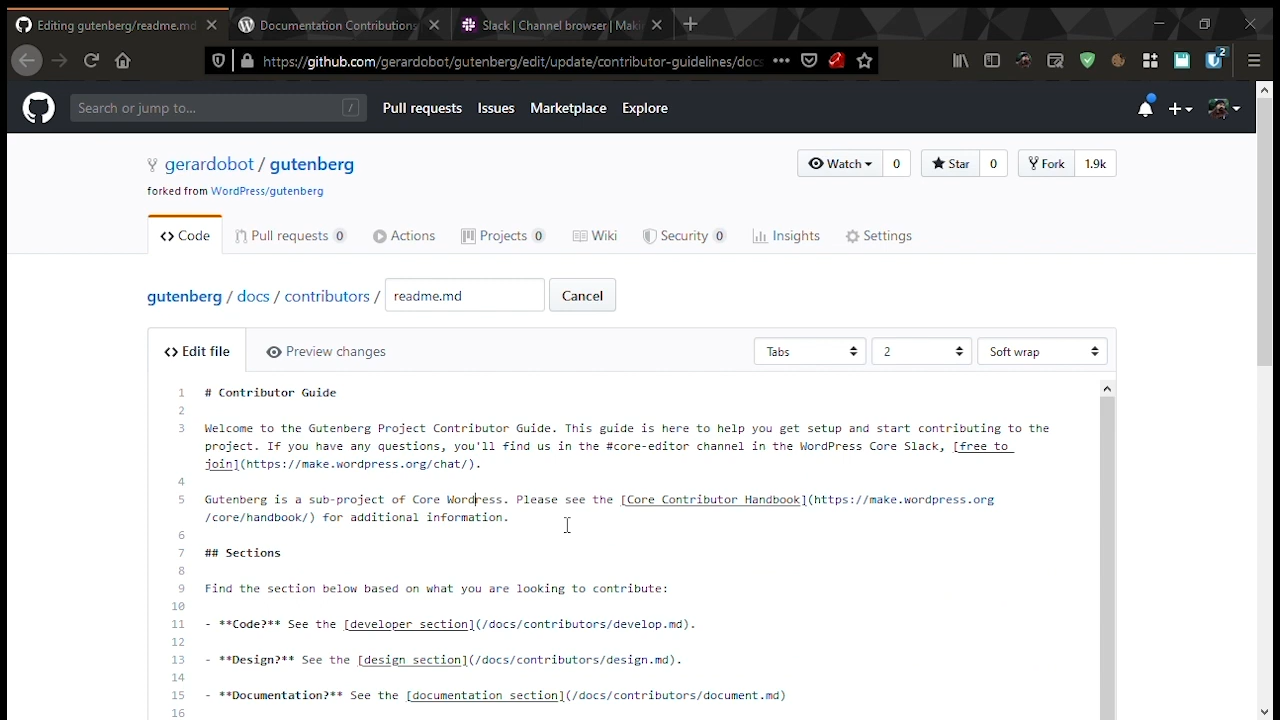 Editing gutenberg/readme.md
Documentation Contributions
Slack | Channel browser | Maki
https://github.com/gerardobot/gutenberg/edit/update/contributor-guidelines/docs
2
Search or jump to...
/
Pull requests
Issues
Marketplace
Explore
gerardobot / gutenberg
forked from WordPress/gutenberg
Watch 0
Star 0
Fork 1.9k
Code
Pull requests 0
Actions
Projects 0
Wiki
Security 0
Insights
Settings
gutenberg / docs / contributors / readme.md
Cancel
Edit file
Preview changes
Tabs
2
Soft wrap
1 # Contributor Guide
2
3 Welcome to the Gutenberg Project Contributor Guide. This guide is here to help you get setup and start contributing to the
project. If you have any questions, you'll find us in the #core-editor channel in the WordPress Core Slack, [free to
join](https://make.wordpress.org/chat/).
4
5 Gutenberg is a sub-project of Core Wordress. Please see the [Core Contributor Handbook](https://make.wordpress.org
/core/handbook/) for additional information.
6
7 ## Sections
8
9 Find the section below based on what you are looking to contribute:
10
11 - **Code?** See the [developer section](/docs/contributors/develop.md).
12
13 - **Design?** See the [design section](/docs/contributors/design.md).
14
15 - **Documentation?** See the [documentation section](/docs/contributors/document.md)
16